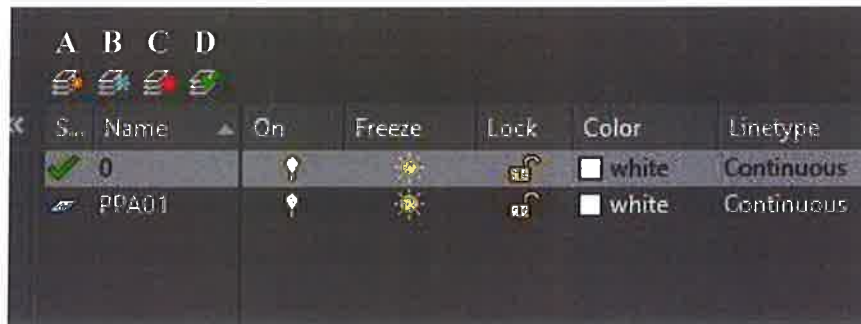 A B C D
S... Name On Freeze Lock Color Linetype
0 white Continuous
PPA01 white Continuous